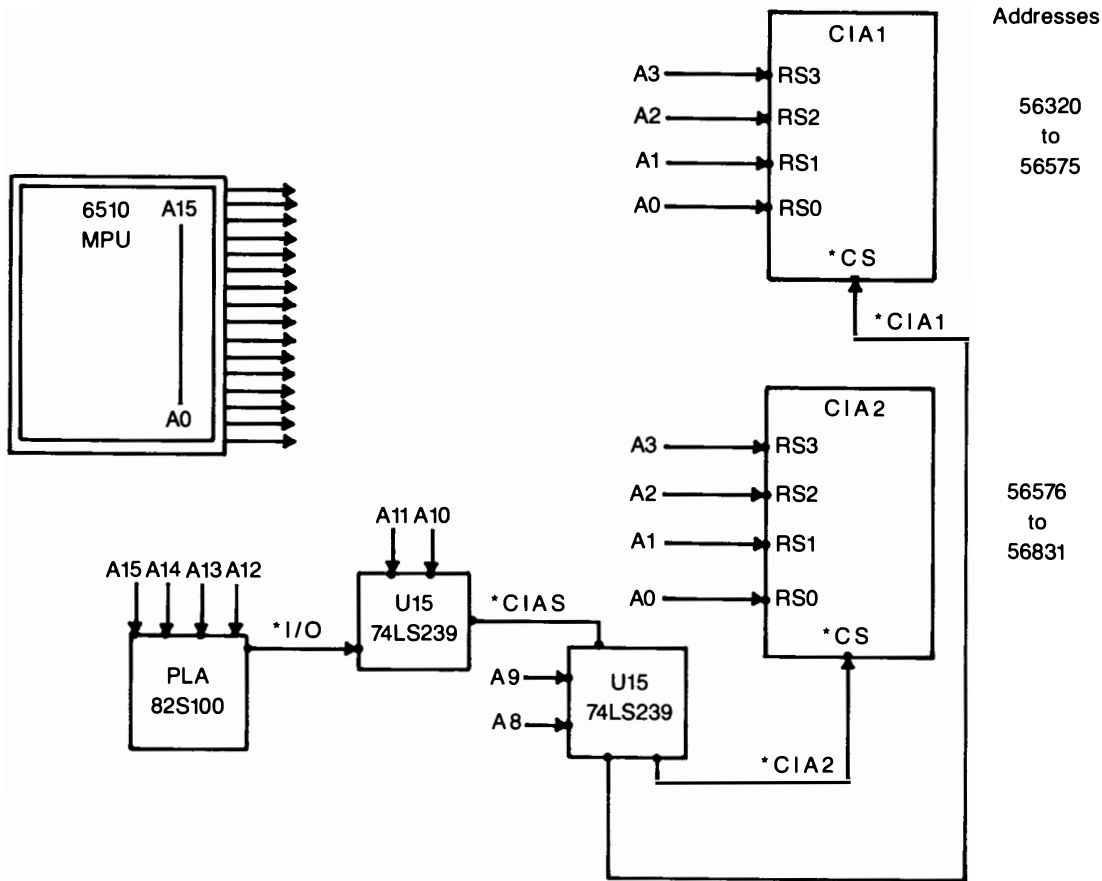 Addresses
CIA1
A3
RS3
A2
RS2
A1
RS1
A0
RS0
*CS
56320
to
56575
6510
MPU
A15
A0
*CIA1
CIA2
A3
RS3
A2
RS2
A1
RS1
A0
RS0
*CS
56576
to
56831
A11 A10
A15 A14 A13 A12
U15
74LS239
*CIAS
*I/O
PLA
82S100
A9
A8
U15
74LS239
*CIA2